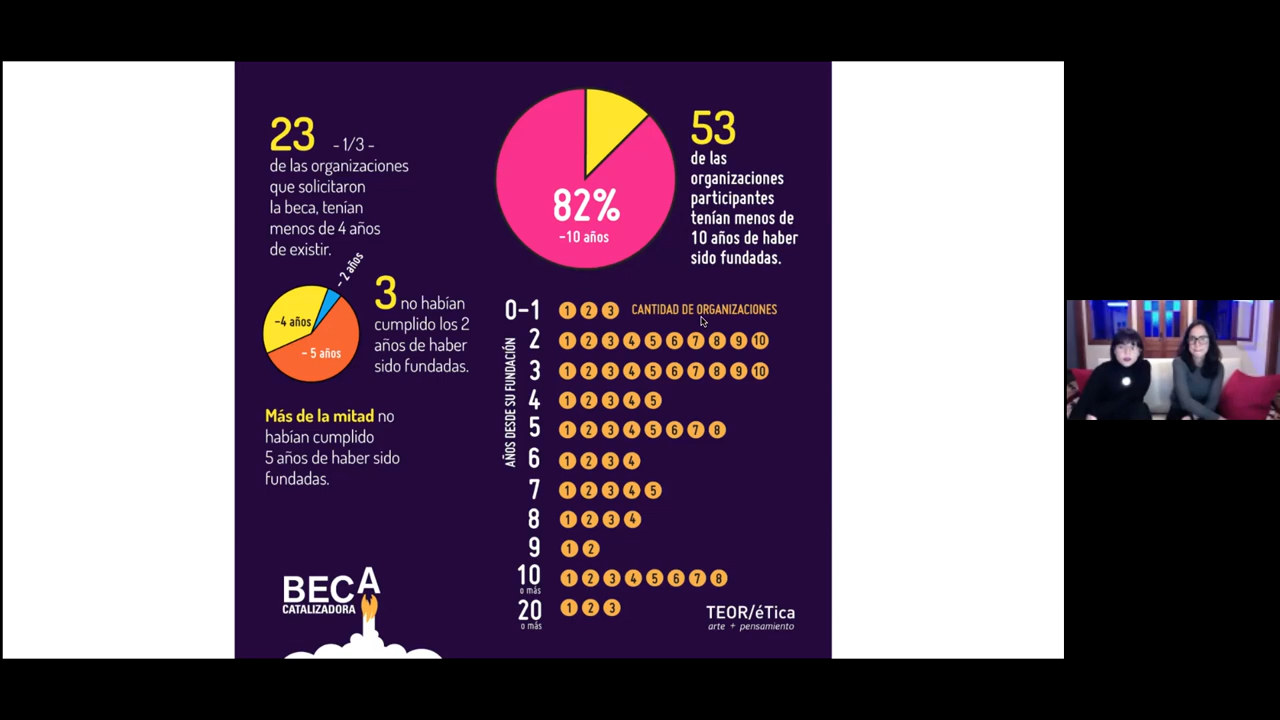 23 - 1/3 -
de las organizaciones
que solicitaron
la beca, tenían
menos de 4 años
de existir.
- 2 años
-4 años
- 5 años
3 no habían
cumplido los 2
años de haber
sido fundadas.
Más de la mitad no
habían cumplido
5 años de haber sido
fundadas.
82%
-10 años
53
de las
organizaciones
participantes
tenían menos de
10 años de haber
sido fundadas.
AÑOS DESDE SU FUNDACIÓN
0-1 1 2 3 CANTIDAD DE ORGANIZACIONES
2 1 2 3 4 5 6 7 8 9 10
3 1 2 3 4 5 6 7 8 9 10
4 1 2 3 4 5
5 1 2 3 4 5 6 7 8
6 1 2 3 4
7 1 2 3 4 5
8 1 2 3 4
9 1 2
10 1 2 3 4 5 6 7 8
o más
20 1 2 3
o más
BECA
CATALIZADORA
TEOR/éTica
arte + pensamiento